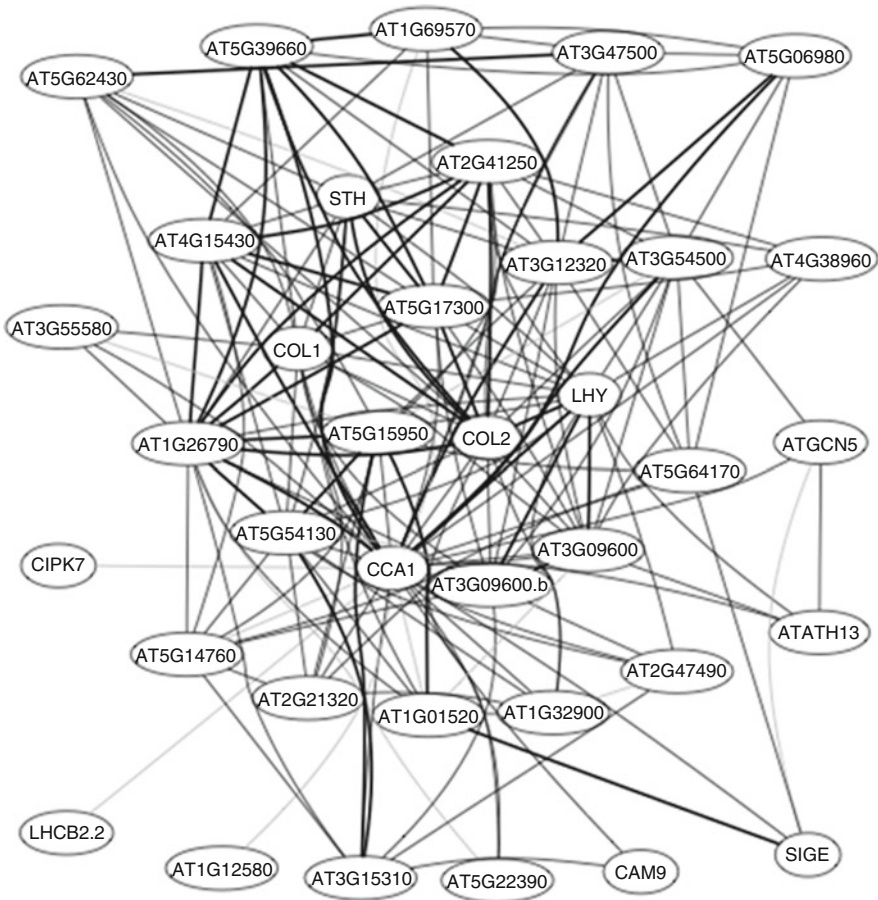 AT1G69570
AT5G39660
AT3G47500
AT5G06980
AT5G62430
AT2G41250
STH
AT4G15430
AT3G12320
AT3G54500
AT4G38960
AT5G17300
AT3G55580
COL1
LHY
AT1G26790
AT5G15950
COL2
ATGCN5
AT5G64170
AT5G54130
AT3G09600
CIPK7
CCA1
AT3G09600.b
ATATH13
AT5G14760
AT2G47490
AT2G21320
AT1G01520
AT1G32900
LHCB2.2
SIGE
AT1G12580
AT3G15310
AT5G22390
CAM9